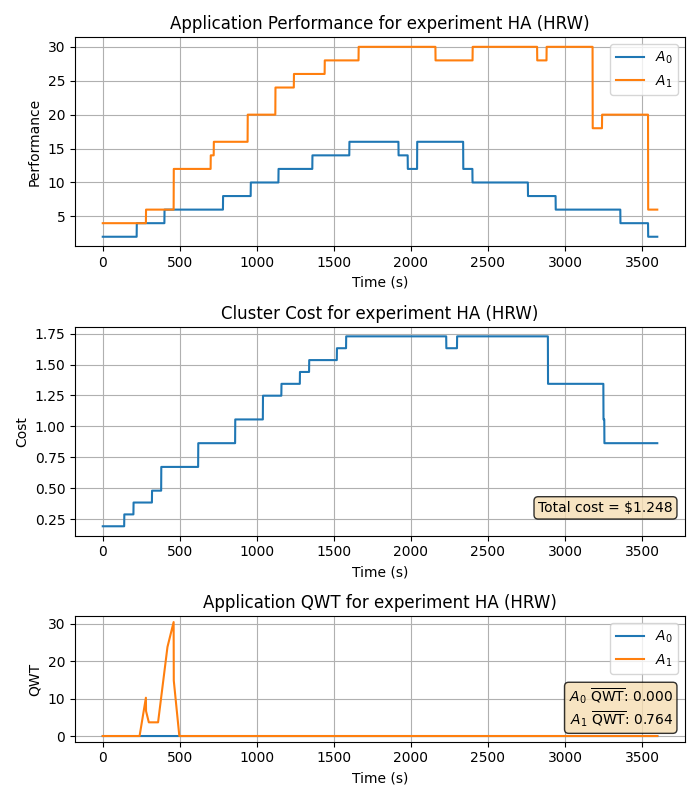 Application Performance for experiment HA (HRW)
30
25
20
15
10
5
Performance
A₀
A₁
0 500 1000 1500 2000 2500 3000 3500
Time (s)
Cluster Cost for experiment HA (HRW)
1.75
1.50
1.25
1.00
0.75
0.50
0.25
Cost
Total cost = $1.248
0 500 1000 1500 2000 2500 3000 3500
Time (s)
Application QWT for experiment HA (HRW)
30
20
10
0
QWT
A₀
A₁
A₀ Q̅W̅T̅: 0.000
A₁ Q̅W̅T̅: 0.764
0 500 1000 1500 2000 2500 3000 3500
Time (s)